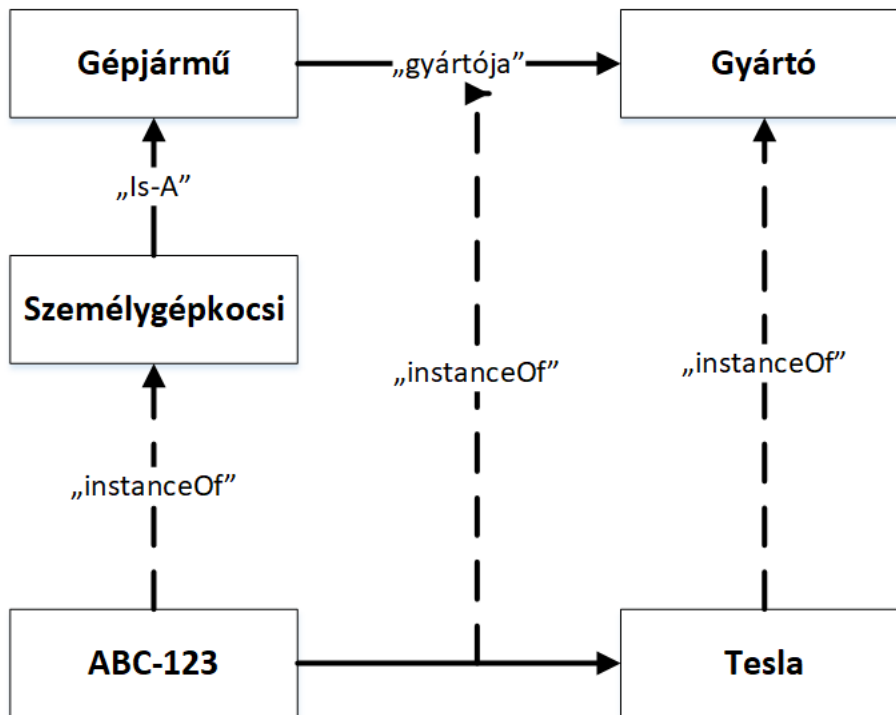 Gépjármű
„gyártója”
Gyártó
„Is-A”
Személygépkocsi
„instanceOf”
„instanceOf”
„instanceOf”
ABC-123
Tesla